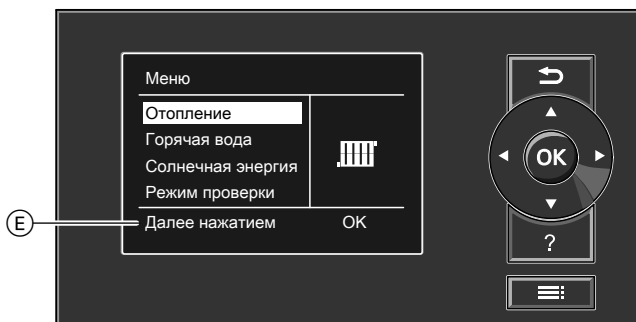 Меню
Отопление
Горячая вода
Солнечная энергия
Режим проверки
Далее нажатием OK
E
OK
?